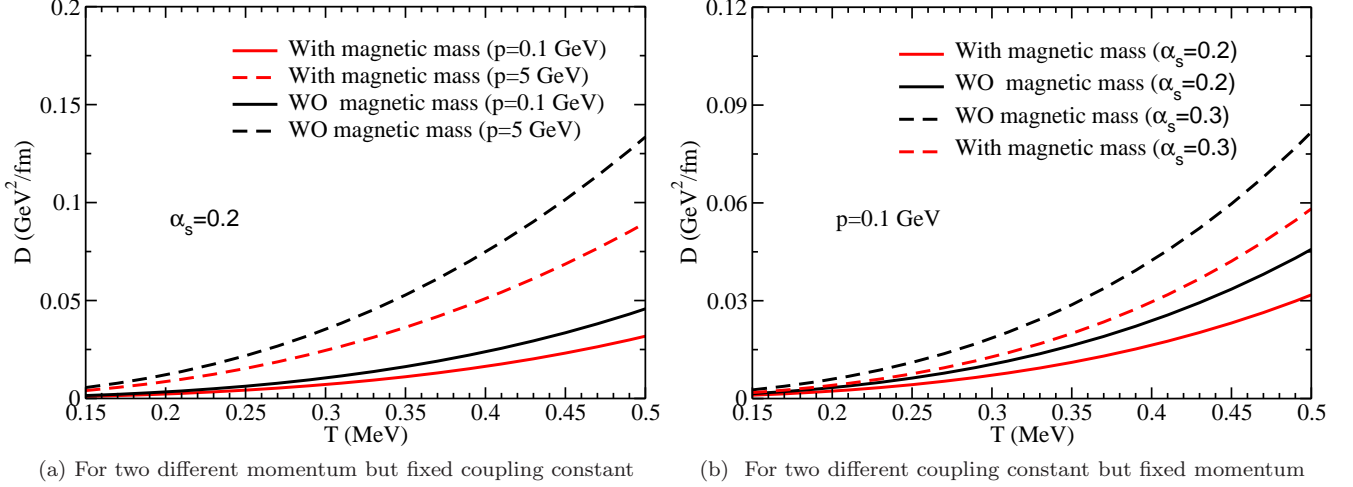 0.2
0.15
0.1
0.05
0
D (GeV²/fm)
With magnetic mass (p=0.1 GeV)
With magnetic mass (p=5 GeV)
WO magnetic mass (p=0.1 GeV)
WO magnetic mass (p=5 GeV)
αₛ=0.2
0.15 0.2 0.25 0.3 0.35 0.4 0.45 0.5
T (MeV)
(a) For two different momentum but fixed coupling constant
0.12
0.09
0.06
0.03
0
D (GeV²/fm)
With magnetic mass (αₛ=0.2)
WO magnetic mass (αₛ=0.2)
WO magnetic mass (αₛ=0.3)
With magnetic mass (αₛ=0.3)
p=0.1 GeV
0.15 0.2 0.25 0.3 0.35 0.4 0.45 0.5
T (MeV)
(b) For two different coupling constant but fixed momentum